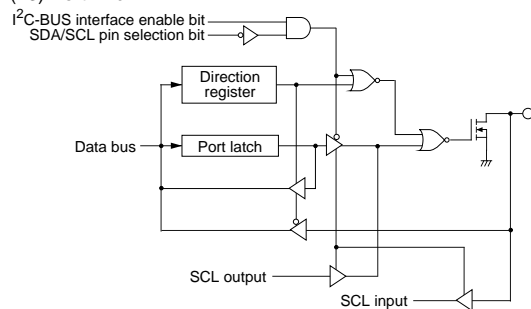 I²C-BUS interface enable bit
SDA/SCL pin selection bit
Direction
register
Data bus
Port latch
SCL output
SCL input